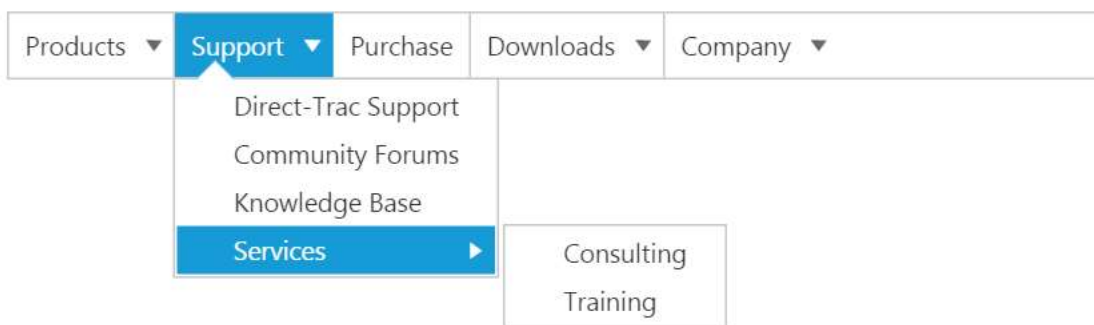 Products Support Purchase Downloads Company
Direct-Trac Support
Community Forums
Knowledge Base
Services
Consulting
Training